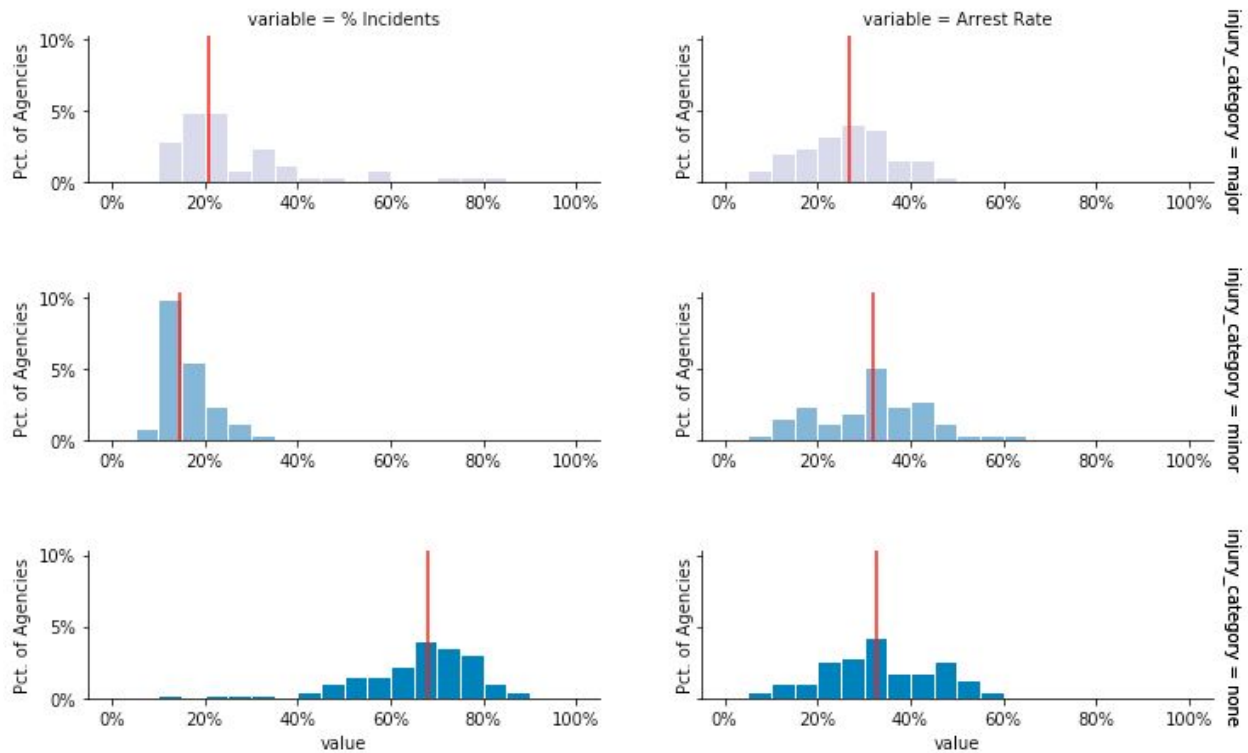 variable = % Incidents
variable = Arrest Rate
Pct. of Agencies
10%
5%
0%
0% 20% 40% 60% 80% 100%
Pct. of Agencies
0% 20% 40% 60% 80% 100%
injury_category = major
Pct. of Agencies
10%
5%
0%
0% 20% 40% 60% 80% 100%
Pct. of Agencies
0% 20% 40% 60% 80% 100%
injury_category = minor
Pct. of Agencies
10%
5%
0%
0% 20% 40% 60% 80% 100%
value
Pct. of Agencies
0% 20% 40% 60% 80% 100%
value
injury_category = none